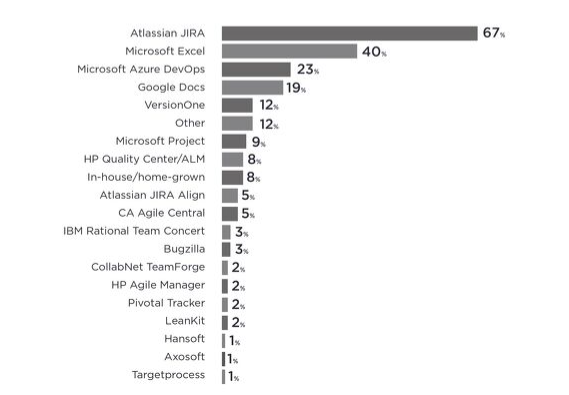 Atlassian JIRA 67%
Microsoft Excel 40%
Microsoft Azure DevOps 23%
Google Docs 19%
VersionOne 12%
Other 12%
Microsoft Project 9%
HP Quality Center/ALM 8%
In-house/home-grown 8%
Atlassian JIRA Align 5%
CA Agile Central 5%
IBM Rational Team Concert 3%
Bugzilla 3%
CollabNet TeamForge 2%
HP Agile Manager 2%
Pivotal Tracker 2%
LeanKit 2%
Hansoft 1%
Axosoft 1%
Targetprocess 1%